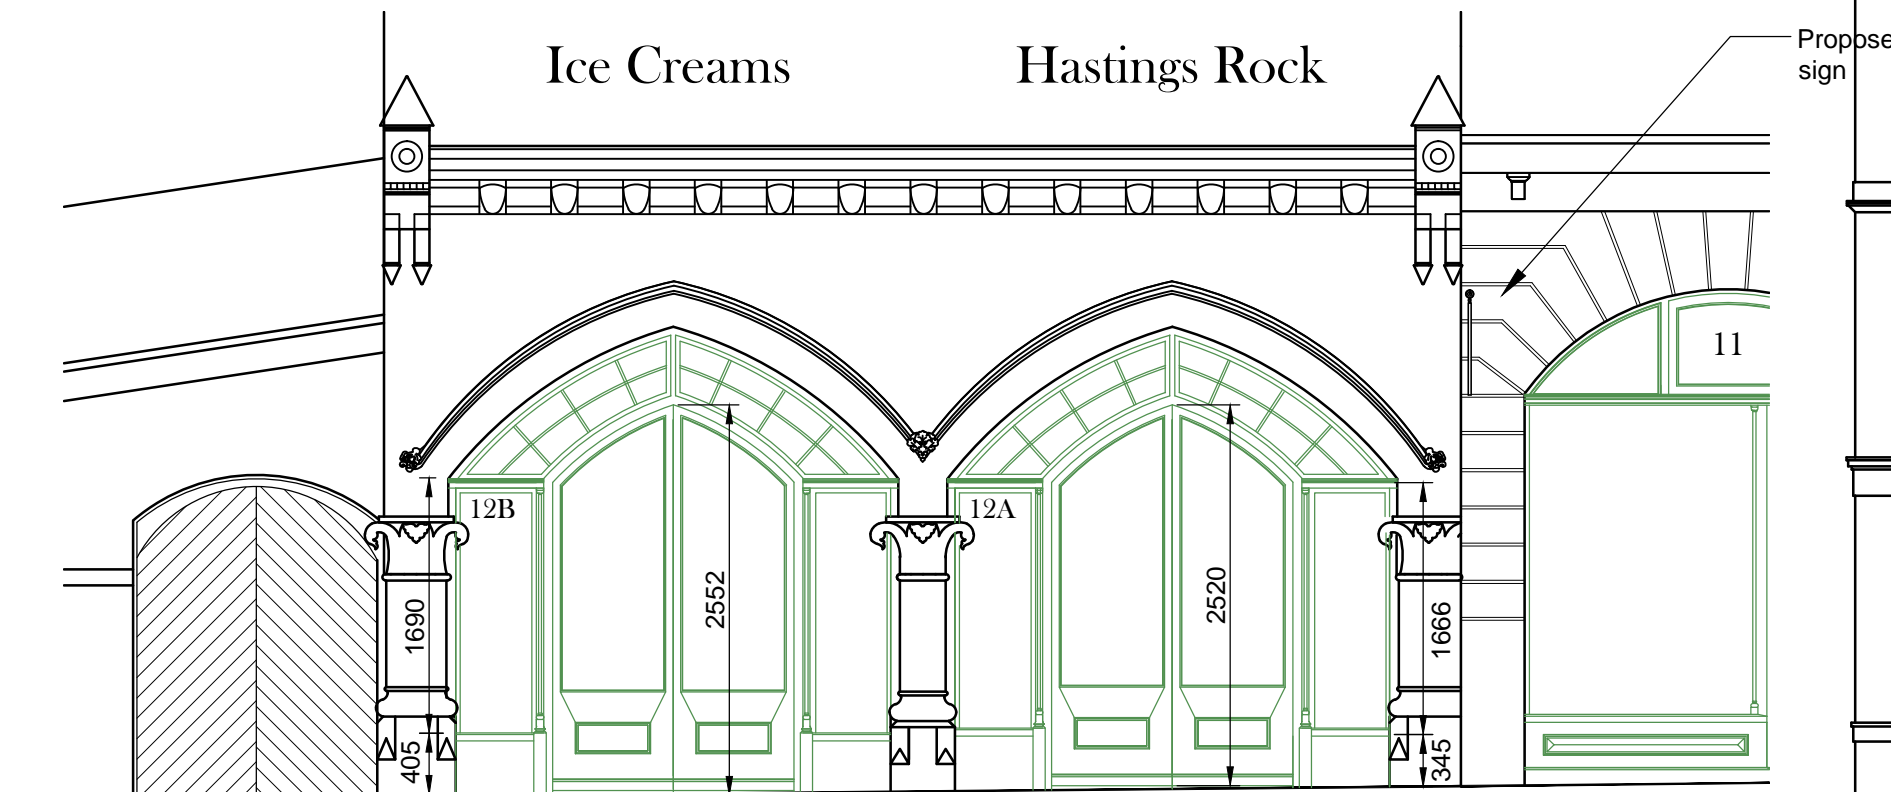 Ice Creams
Hastings Rock
Propose
sign
11
12B
12A
1690
2552
2520
1666
405
345